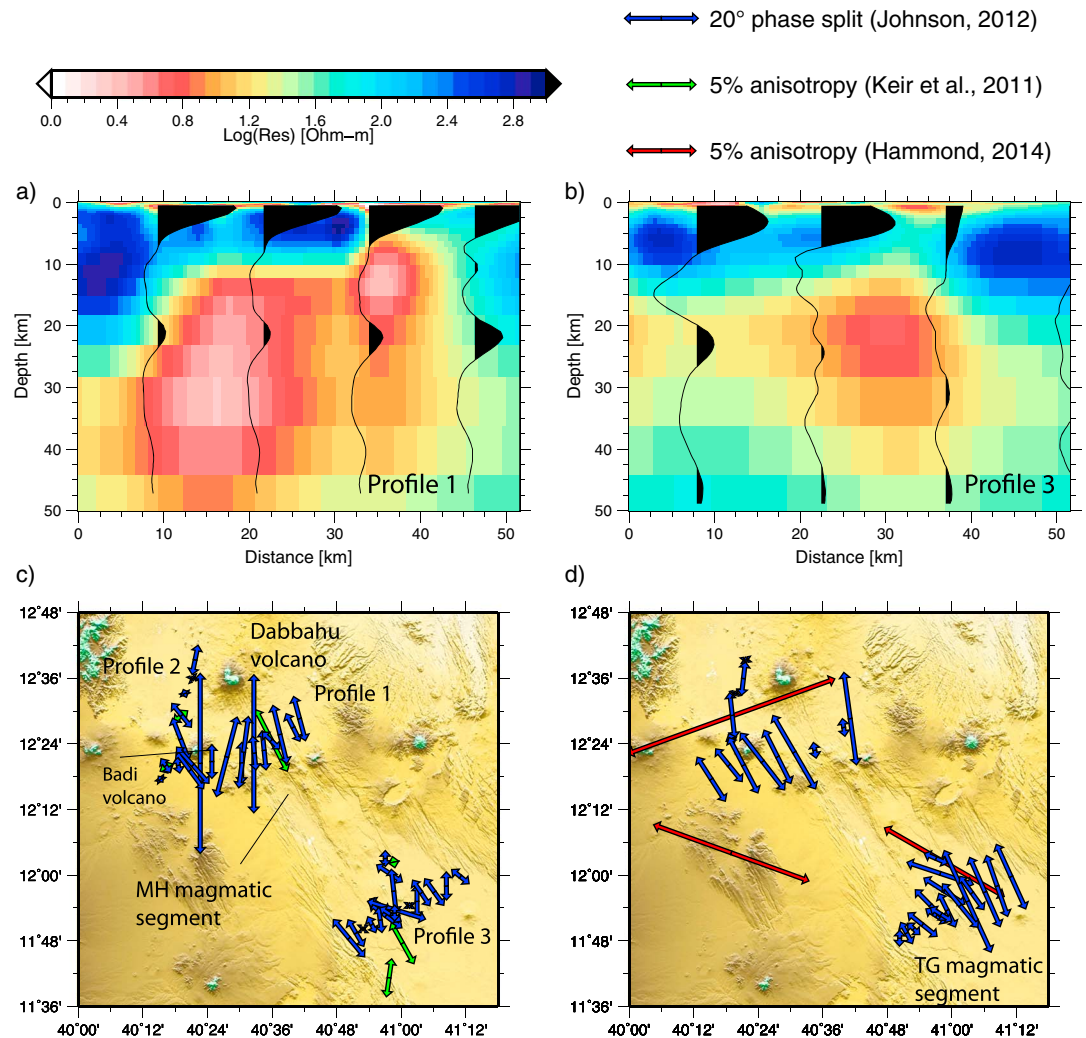 20° phase split (Johnson, 2012)
5% anisotropy (Keir et al., 2011)
5% anisotropy (Hammond, 2014)
0.0 0.4 0.8 1.2 1.6 2.0 2.4 2.8
Log(Res) [Ohm−m]
a)
0
10
20
30
40
50
Depth [km]
Profile 1
0 10 20 30 40 50
Distance [km]
b)
0
10
20
30
40
50
Depth [km]
Profile 3
0 10 20 30 40 50
Distance [km]
c)
12˚48'
12˚36'
12˚24'
12˚12'
12˚00'
11˚48'
11˚36'
Dabbahu
volcano
Profile 2
Profile 1
Badi
volcano
MH magmatic
segment
Profile 3
40˚00' 40˚12' 40˚24' 40˚36' 40˚48' 41˚00' 41˚12'
d)
12˚48'
12˚36'
12˚24'
12˚12'
12˚00'
11˚48'
11˚36'
TG magmatic
segment
40˚00' 40˚12' 40˚24' 40˚36' 40˚48' 41˚00' 41˚12'